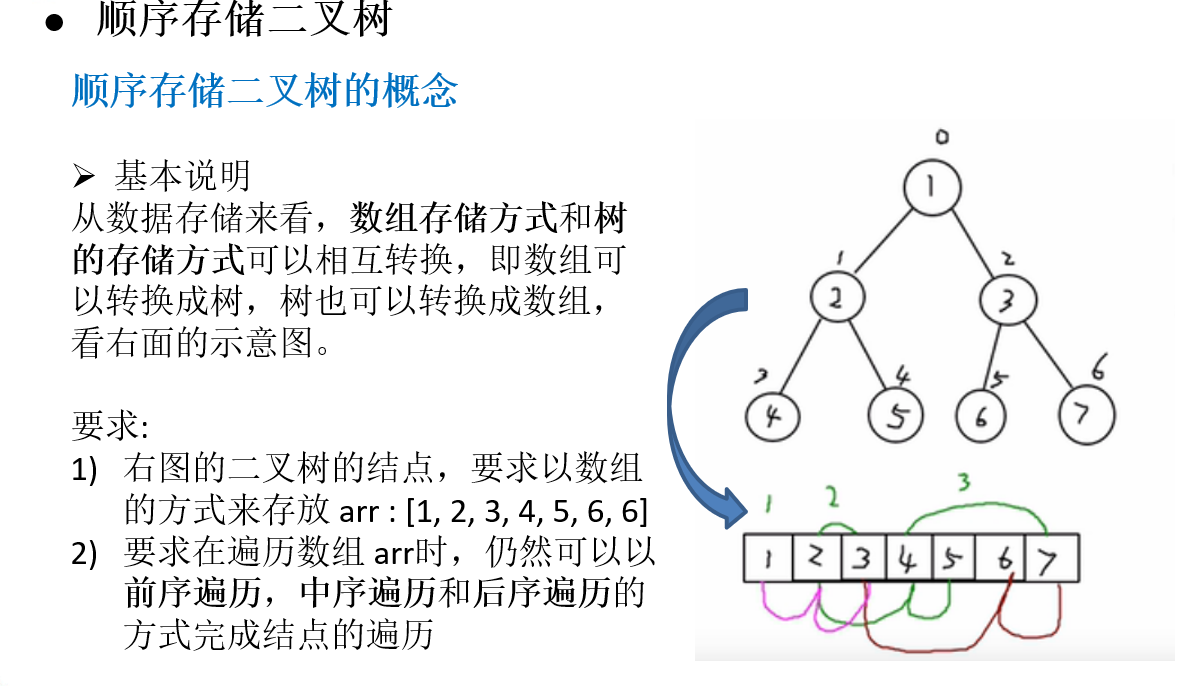 ● 顺序存储二叉树
顺序存储二叉树的概念
➢ 基本说明
从数据存储来看，数组存储方式和树
的存储方式可以相互转换，即数组可
以转换成树，树也可以转换成数组，
看右面的示意图。
要求:
1) 右图的二叉树的结点，要求以数组
的方式来存放 arr : [1, 2, 3, 4, 5, 6, 6]
2) 要求在遍历数组 arr时，仍然可以以
前序遍历，中序遍历和后序遍历的
方式完成结点的遍历
0
1
1 2
2 3
3 4 5 6
4 5 6 7
1 2 3
1 2 3 4 5 6 7